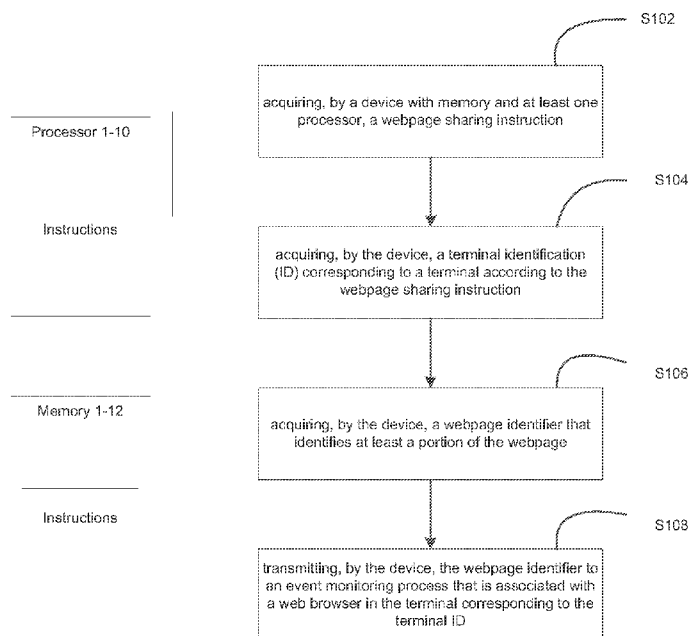 S102
acquiring, by a device with memory and at least one
processor, a webpage sharing instruction
Processor 1-10
Instructions
S104
acquiring, by the device, a terminal identification
(ID) corresponding to a terminal according to the
webpage sharing instruction
S106
acquiring, by the device, a webpage identifier that
identifies at least a portion of the webpage
Memory 1-12
Instructions
S108
transmitting, by the device, the webpage identifier to
an event monitoring process that is associated with
a web browser in the terminal corresponding to the
terminal ID